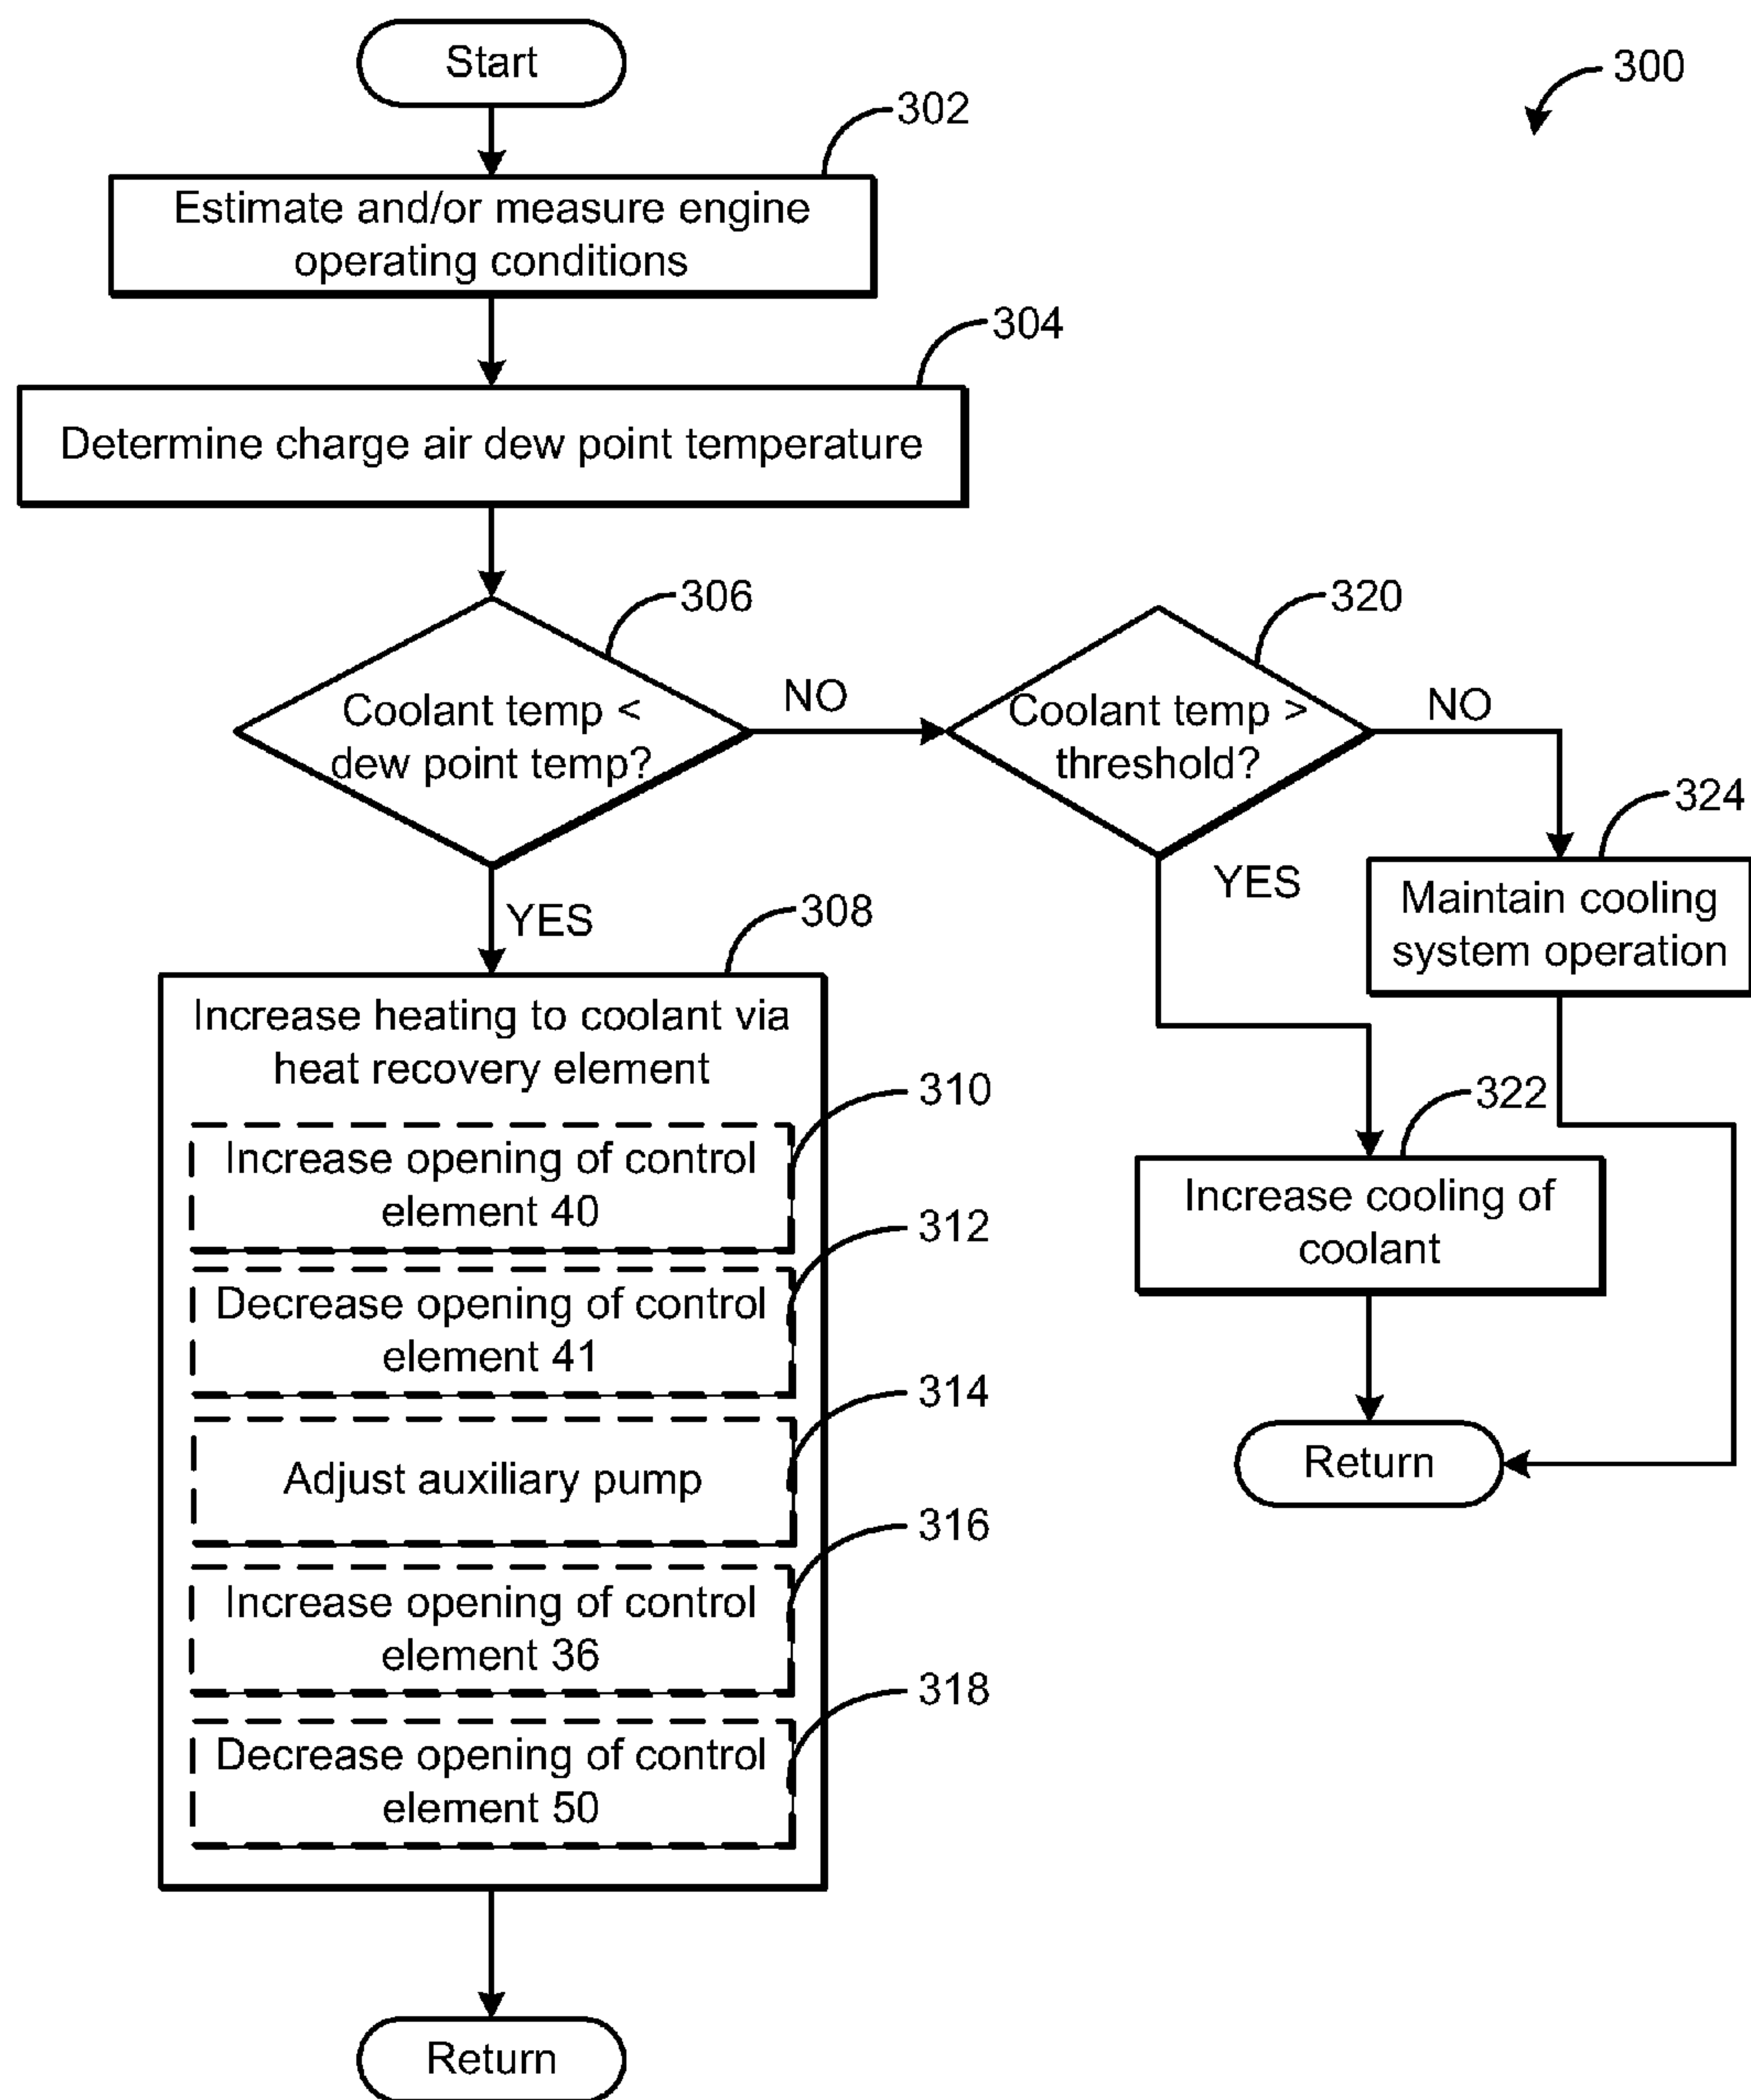 Start
300
302
Estimate and/or measure engine
operating conditions
304
Determine charge air dew point temperature
306
Coolant temp <
dew point temp?
NO
YES
320
Coolant temp >
threshold?
NO
YES
324
Maintain cooling
system operation
322
Increase cooling of
coolant
Return
308
Increase heating to coolant via
heat recovery element
310
Increase opening of control
element 40
312
Decrease opening of control
element 41
314
Adjust auxiliary pump
316
Increase opening of control
element 36
318
Decrease opening of control
element 50
Return